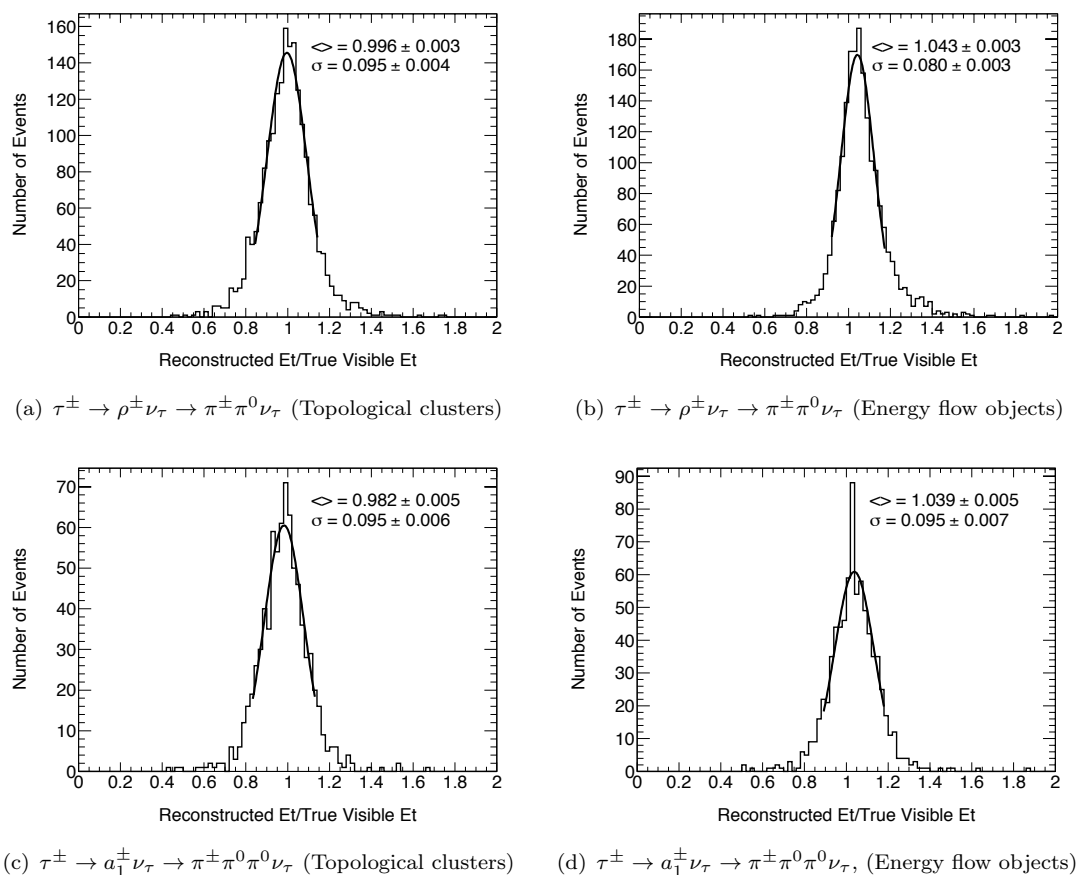 <> = 0.996 ± 0.003
σ = 0.095 ± 0.004
Number of Events
160
140
120
100
80
60
40
20
0
0 0.2 0.4 0.6 0.8 1 1.2 1.4 1.6 1.8 2
Reconstructed Et/True Visible Et
(a) τ± → ρ±ντ → π±π0ντ (Topological clusters)
<> = 1.043 ± 0.003
σ = 0.080 ± 0.003
Number of Events
180
160
140
120
100
80
60
40
20
0
0 0.2 0.4 0.6 0.8 1 1.2 1.4 1.6 1.8 2
Reconstructed Et/True Visible Et
(b) τ± → ρ±ντ → π±π0ντ (Energy flow objects)
<> = 0.982 ± 0.005
σ = 0.095 ± 0.006
Number of Events
70
60
50
40
30
20
10
0
0 0.2 0.4 0.6 0.8 1 1.2 1.4 1.6 1.8 2
Reconstructed Et/True Visible Et
(c) τ± → a1±ντ → π±π0π0ντ (Topological clusters)
<> = 1.039 ± 0.005
σ = 0.095 ± 0.007
Number of Events
90
80
70
60
50
40
30
20
10
0
0 0.2 0.4 0.6 0.8 1 1.2 1.4 1.6 1.8 2
Reconstructed Et/True Visible Et
(d) τ± → a1±ντ → π±π0π0ντ, (Energy flow objects)